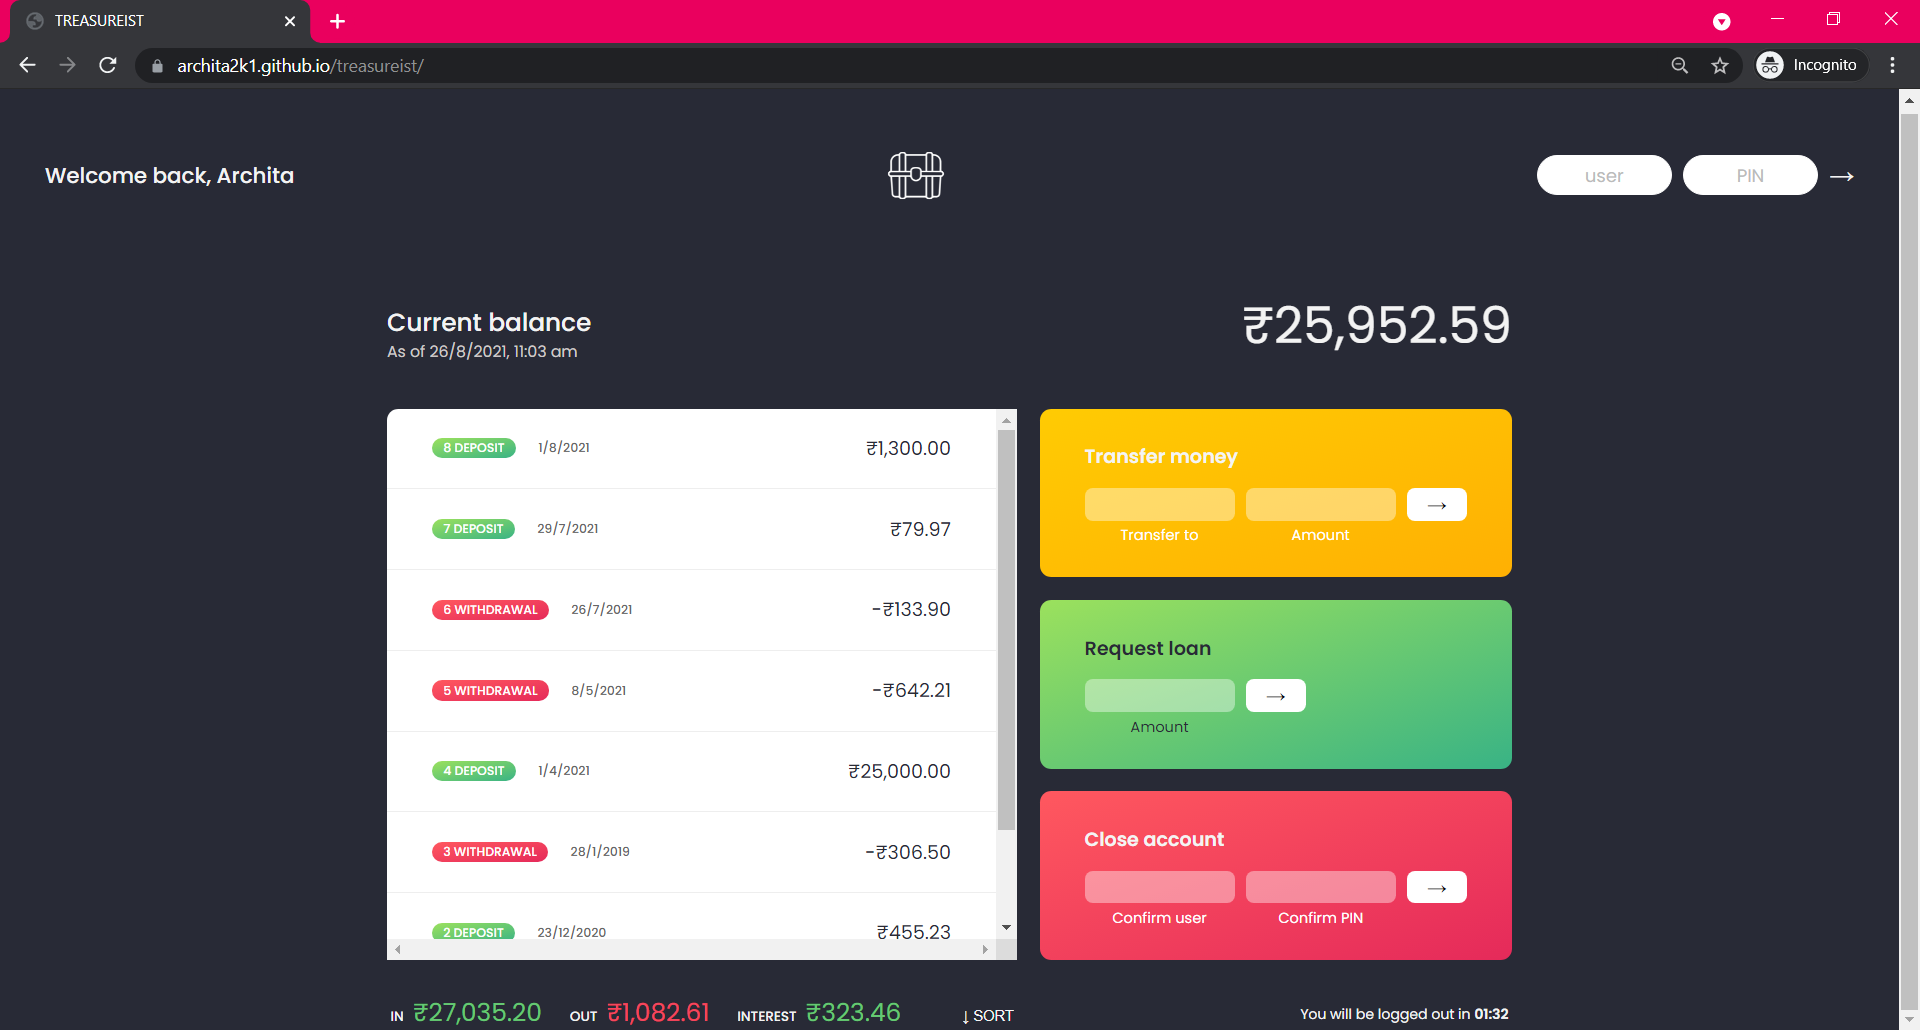 TREASUREIST
archita2k1.github.io/treasureist/
Incognito
Welcome back, Archita
user
PIN
→
Current balance
As of 26/8/2021, 11:03 am
₹25,952.59
8 DEPOSIT 1/8/2021 ₹1,300.00
7 DEPOSIT 29/7/2021 ₹79.97
6 WITHDRAWAL 26/7/2021 -₹133.90
5 WITHDRAWAL 8/5/2021 -₹642.21
4 DEPOSIT 1/4/2021 ₹25,000.00
3 WITHDRAWAL 28/1/2019 -₹306.50
2 DEPOSIT 23/12/2020 ₹455.23
Transfer money
→
Transfer to Amount
Request loan
→
Amount
Close account
→
Confirm user Confirm PIN
IN ₹27,035.20 OUT ₹1,082.61 INTEREST ₹323.46 ↓ SORT
You will be logged out in 01:32